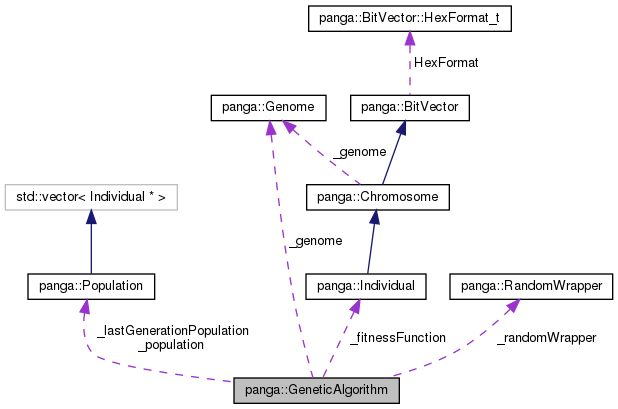 panga::BitVector::HexFormat_t
HexFormat
panga::Genome
panga::BitVector
_genome
std::vector< Individual * >
panga::Chromosome
_genome
panga::Population
panga::Individual
panga::RandomWrapper
_lastGenerationPopulation
_population
_fitnessFunction
_randomWrapper
panga::GeneticAlgorithm